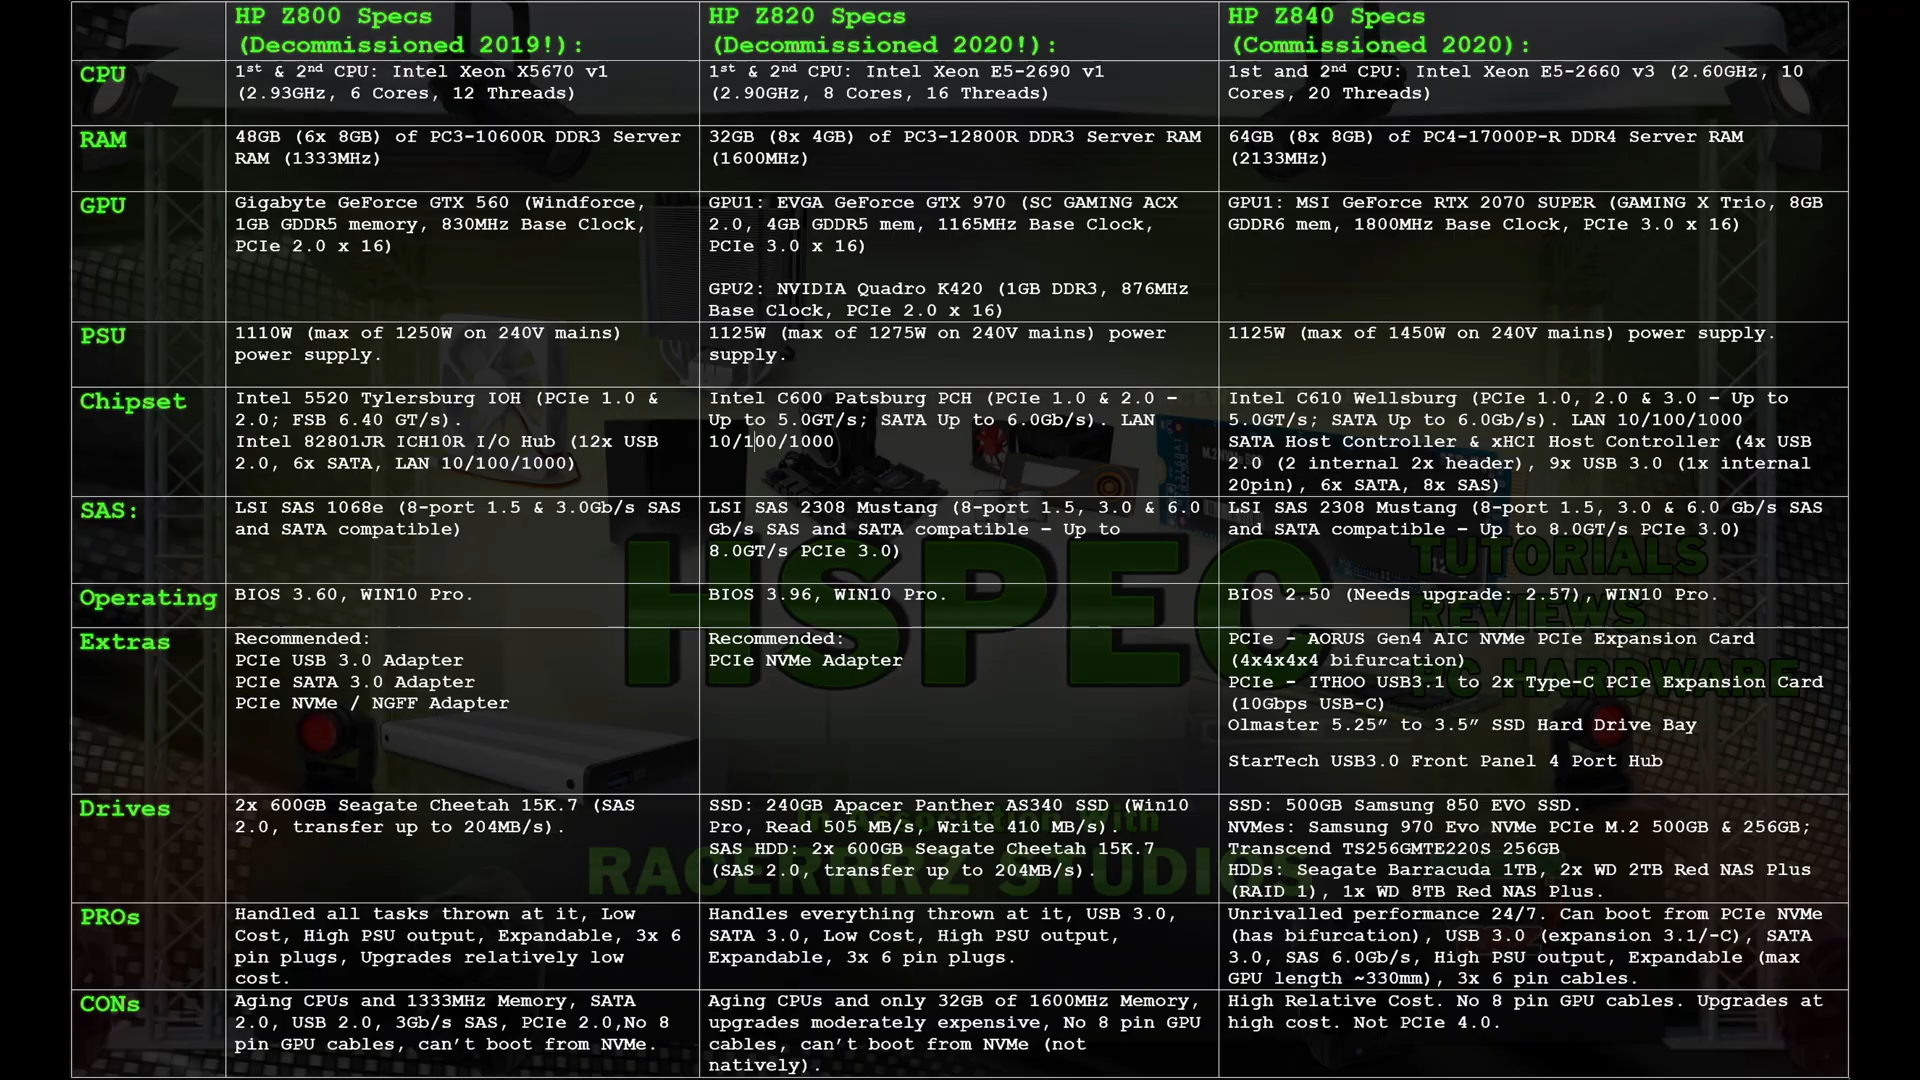 HP Z800 Specs
(Decommissioned 2019!):
HP Z820 Specs
(Decommissioned 2020!):
HP Z840 Specs
(Commissioned 2020):
CPU
1st & 2nd CPU: Intel Xeon X5670 v1
(2.93GHz, 6 Cores, 12 Threads)
1st & 2nd CPU: Intel Xeon E5-2690 v1
(2.90GHz, 8 Cores, 16 Threads)
1st and 2nd CPU: Intel Xeon E5-2660 v3 (2.60GHz, 10
Cores, 20 Threads)
RAM
48GB (6x 8GB) of PC3-10600R DDR3 Server
RAM (1333MHz)
32GB (8x 4GB) of PC3-12800R DDR3 Server RAM
(1600MHz)
64GB (8x 8GB) of PC4-17000P-R DDR4 Server RAM
(2133MHz)
GPU
Gigabyte GeForce GTX 560 (Windforce,
1GB GDDR5 memory, 830MHz Base Clock,
PCIe 2.0 x 16)
GPU1: EVGA GeForce GTX 970 (SC GAMING ACX
2.0, 4GB GDDR5 mem, 1165MHz Base Clock,
PCIe 3.0 x 16)
GPU2: NVIDIA Quadro K420 (1GB DDR3, 876MHz
Base Clock, PCIe 2.0 x 16)
GPU1: MSI GeForce RTX 2070 SUPER (GAMING X Trio, 8GB
GDDR6 mem, 1800MHz Base Clock, PCIe 3.0 x 16)
PSU
1110W (max of 1250W on 240V mains)
power supply.
1125W (max of 1275W on 240V mains) power
supply.
1125W (max of 1450W on 240V mains) power supply.
Chipset
Intel 5520 Tylersburg IOH (PCIe 1.0 &
2.0; FSB 6.40 GT/s).
Intel 82801JR ICH10R I/O Hub (12x USB
2.0, 6x SATA, LAN 10/100/1000)
Intel C600 Patsburg PCH (PCIe 1.0 & 2.0 –
Up to 5.0GT/s; SATA Up to 6.0Gb/s). LAN
10/100/1000
Intel C610 Wellsburg (PCIe 1.0, 2.0 & 3.0 – Up to
5.0GT/s; SATA Up to 6.0Gb/s). LAN 10/100/1000
SATA Host Controller & xHCI Host Controller (4x USB
2.0 (2 internal 2x header), 9x USB 3.0 (1x internal
20pin), 6x SATA, 8x SAS)
SAS:
LSI SAS 1068e (8-port 1.5 & 3.0Gb/s SAS
and SATA compatible)
LSI SAS 2308 Mustang (8-port 1.5, 3.0 & 6.0
Gb/s SAS and SATA compatible – Up to
8.0GT/s PCIe 3.0)
LSI SAS 2308 Mustang (8-port 1.5, 3.0 & 6.0 Gb/s SAS
and SATA compatible – Up to 8.0GT/s PCIe 3.0)
Operating
BIOS 3.60, WIN10 Pro.
BIOS 3.96, WIN10 Pro.
BIOS 2.50 (Needs upgrade: 2.57), WIN10 Pro.
Extras
Recommended:
PCIe USB 3.0 Adapter
PCIe SATA 3.0 Adapter
PCIe NVMe / NGFF Adapter
Recommended:
PCIe NVMe Adapter
PCIe – AORUS Gen4 AIC NVMe PCIe Expansion Card
(4x4x4x4 bifurcation)
PCIe – ITHOO USB3.1 to 2x Type-C PCIe Expansion Card
(10Gbps USB-C)
Olmaster 5.25” to 3.5” SSD Hard Drive Bay
StarTech USB3.0 Front Panel 4 Port Hub
Drives
2x 600GB Seagate Cheetah 15K.7 (SAS
2.0, transfer up to 204MB/s).
SSD: 240GB Apacer Panther AS340 SSD (Win10
Pro, Read 505 MB/s, Write 410 MB/s).
SAS HDD: 2x 600GB Seagate Cheetah 15K.7
(SAS 2.0, transfer up to 204MB/s).
SSD: 500GB Samsung 850 EVO SSD.
NVMes: Samsung 970 Evo NVMe PCIe M.2 500GB & 256GB;
Transcend TS256GMTE220S 256GB
HDDs: Seagate Barracuda 1TB, 2x WD 2TB Red NAS Plus
(RAID 1), 1x WD 8TB Red NAS Plus.
PROs
Handled all tasks thrown at it, Low
Cost, High PSU output, Expandable, 3x 6
pin plugs, Upgrades relatively low
cost.
Handles everything thrown at it, USB 3.0,
SATA 3.0, Low Cost, High PSU output,
Expandable, 3x 6 pin plugs.
Unrivalled performance 24/7. Can boot from PCIe NVMe
(has bifurcation), USB 3.0 (expansion 3.1/-C), SATA
3.0, SAS 6.0Gb/s, High PSU output, Expandable (max
GPU length ~330mm), 3x 6 pin cables.
CONs
Aging CPUs and 1333MHz Memory, SATA
2.0, USB 2.0, 3Gb/s SAS, PCIe 2.0,No 8
pin GPU cables, can’t boot from NVMe.
Aging CPUs and only 32GB of 1600MHz Memory,
upgrades moderately expensive, No 8 pin GPU
cables, can’t boot from NVMe (not
natively).
High Relative Cost. No 8 pin GPU cables. Upgrades at
high cost. Not PCIe 4.0.
HSPEC
TUTORIALS
REVIEWS
PC HARDWARE
In Association With
RACERRRZ STUDIOS